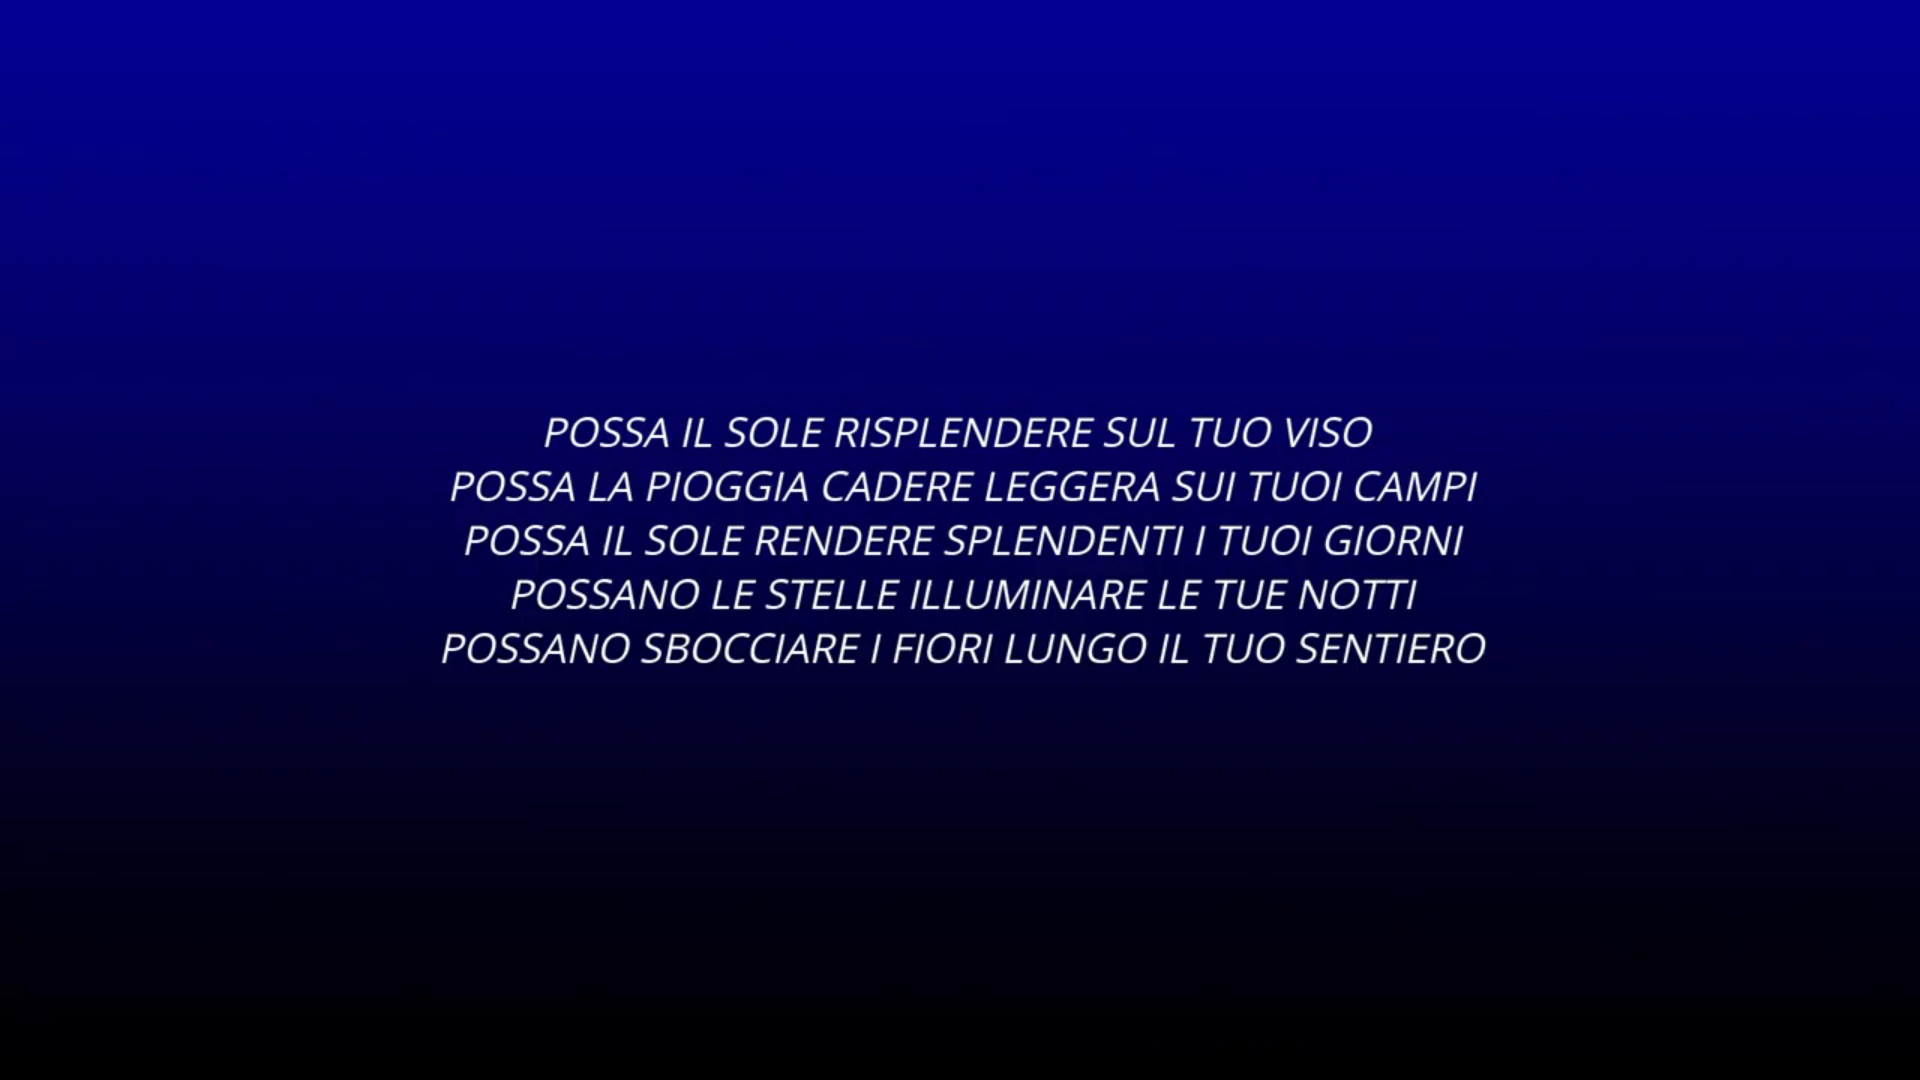 POSSA IL SOLE RISPLENDERE SUL TUO VISO
POSSA LA PIOGGIA CADERE LEGGERA SUI TUOI CAMPI
POSSA IL SOLE RENDERE SPLENDENTI I TUOI GIORNI
POSSANO LE STELLE ILLUMINARE LE TUE NOTTI
POSSANO SBOCCIARE I FIORI LUNGO IL TUO SENTIERO